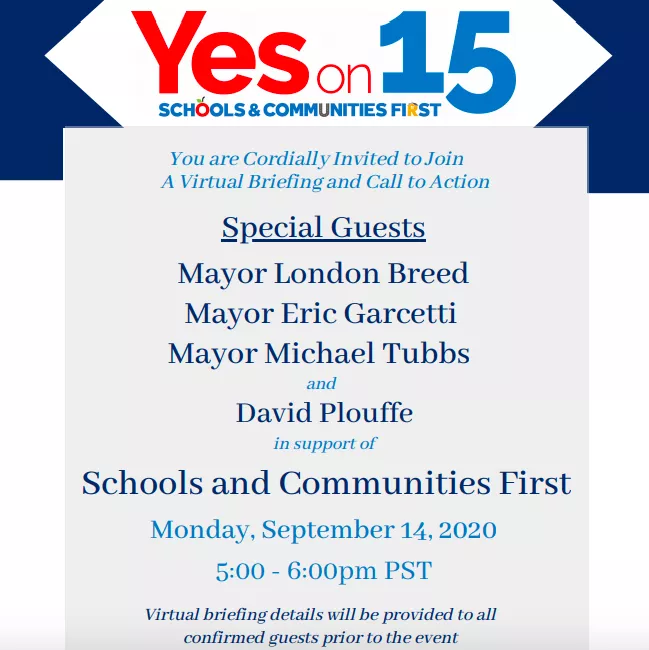 Yes on 15
SCHOOLS & COMMUNITIES FIRST
You are Cordially Invited to Join
A Virtual Briefing and Call to Action
Special Guests
Mayor London Breed
Mayor Eric Garcetti
Mayor Michael Tubbs
and
David Plouffe
in support of
Schools and Communities First
Monday, September 14, 2020
5:00 - 6:00pm PST
Virtual briefing details will be provided to all
confirmed guests prior to the event